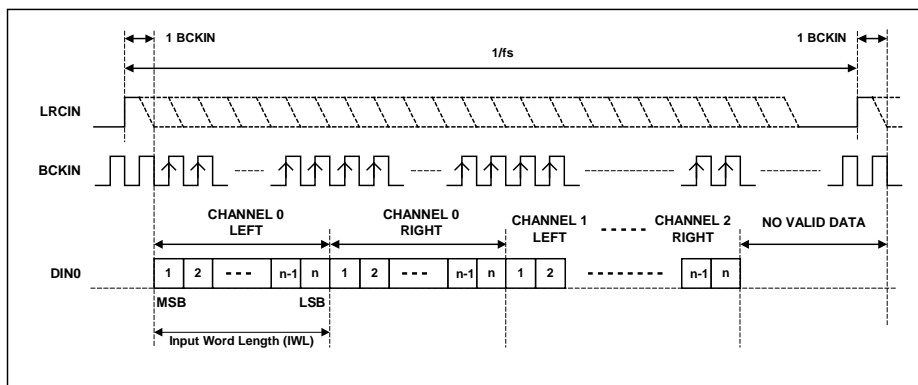 1 BCKIN
1 BCKIN
1/fs
LRCIN
BCKIN
CHANNEL 0
LEFT
CHANNEL 0
RIGHT
CHANNEL 1
LEFT
CHANNEL 2
RIGHT
NO VALID DATA
DIN0
1 2 n-1 n 1 2 n-1 n 1 2 n-1 n
MSB LSB
Input Word Length (IWL)